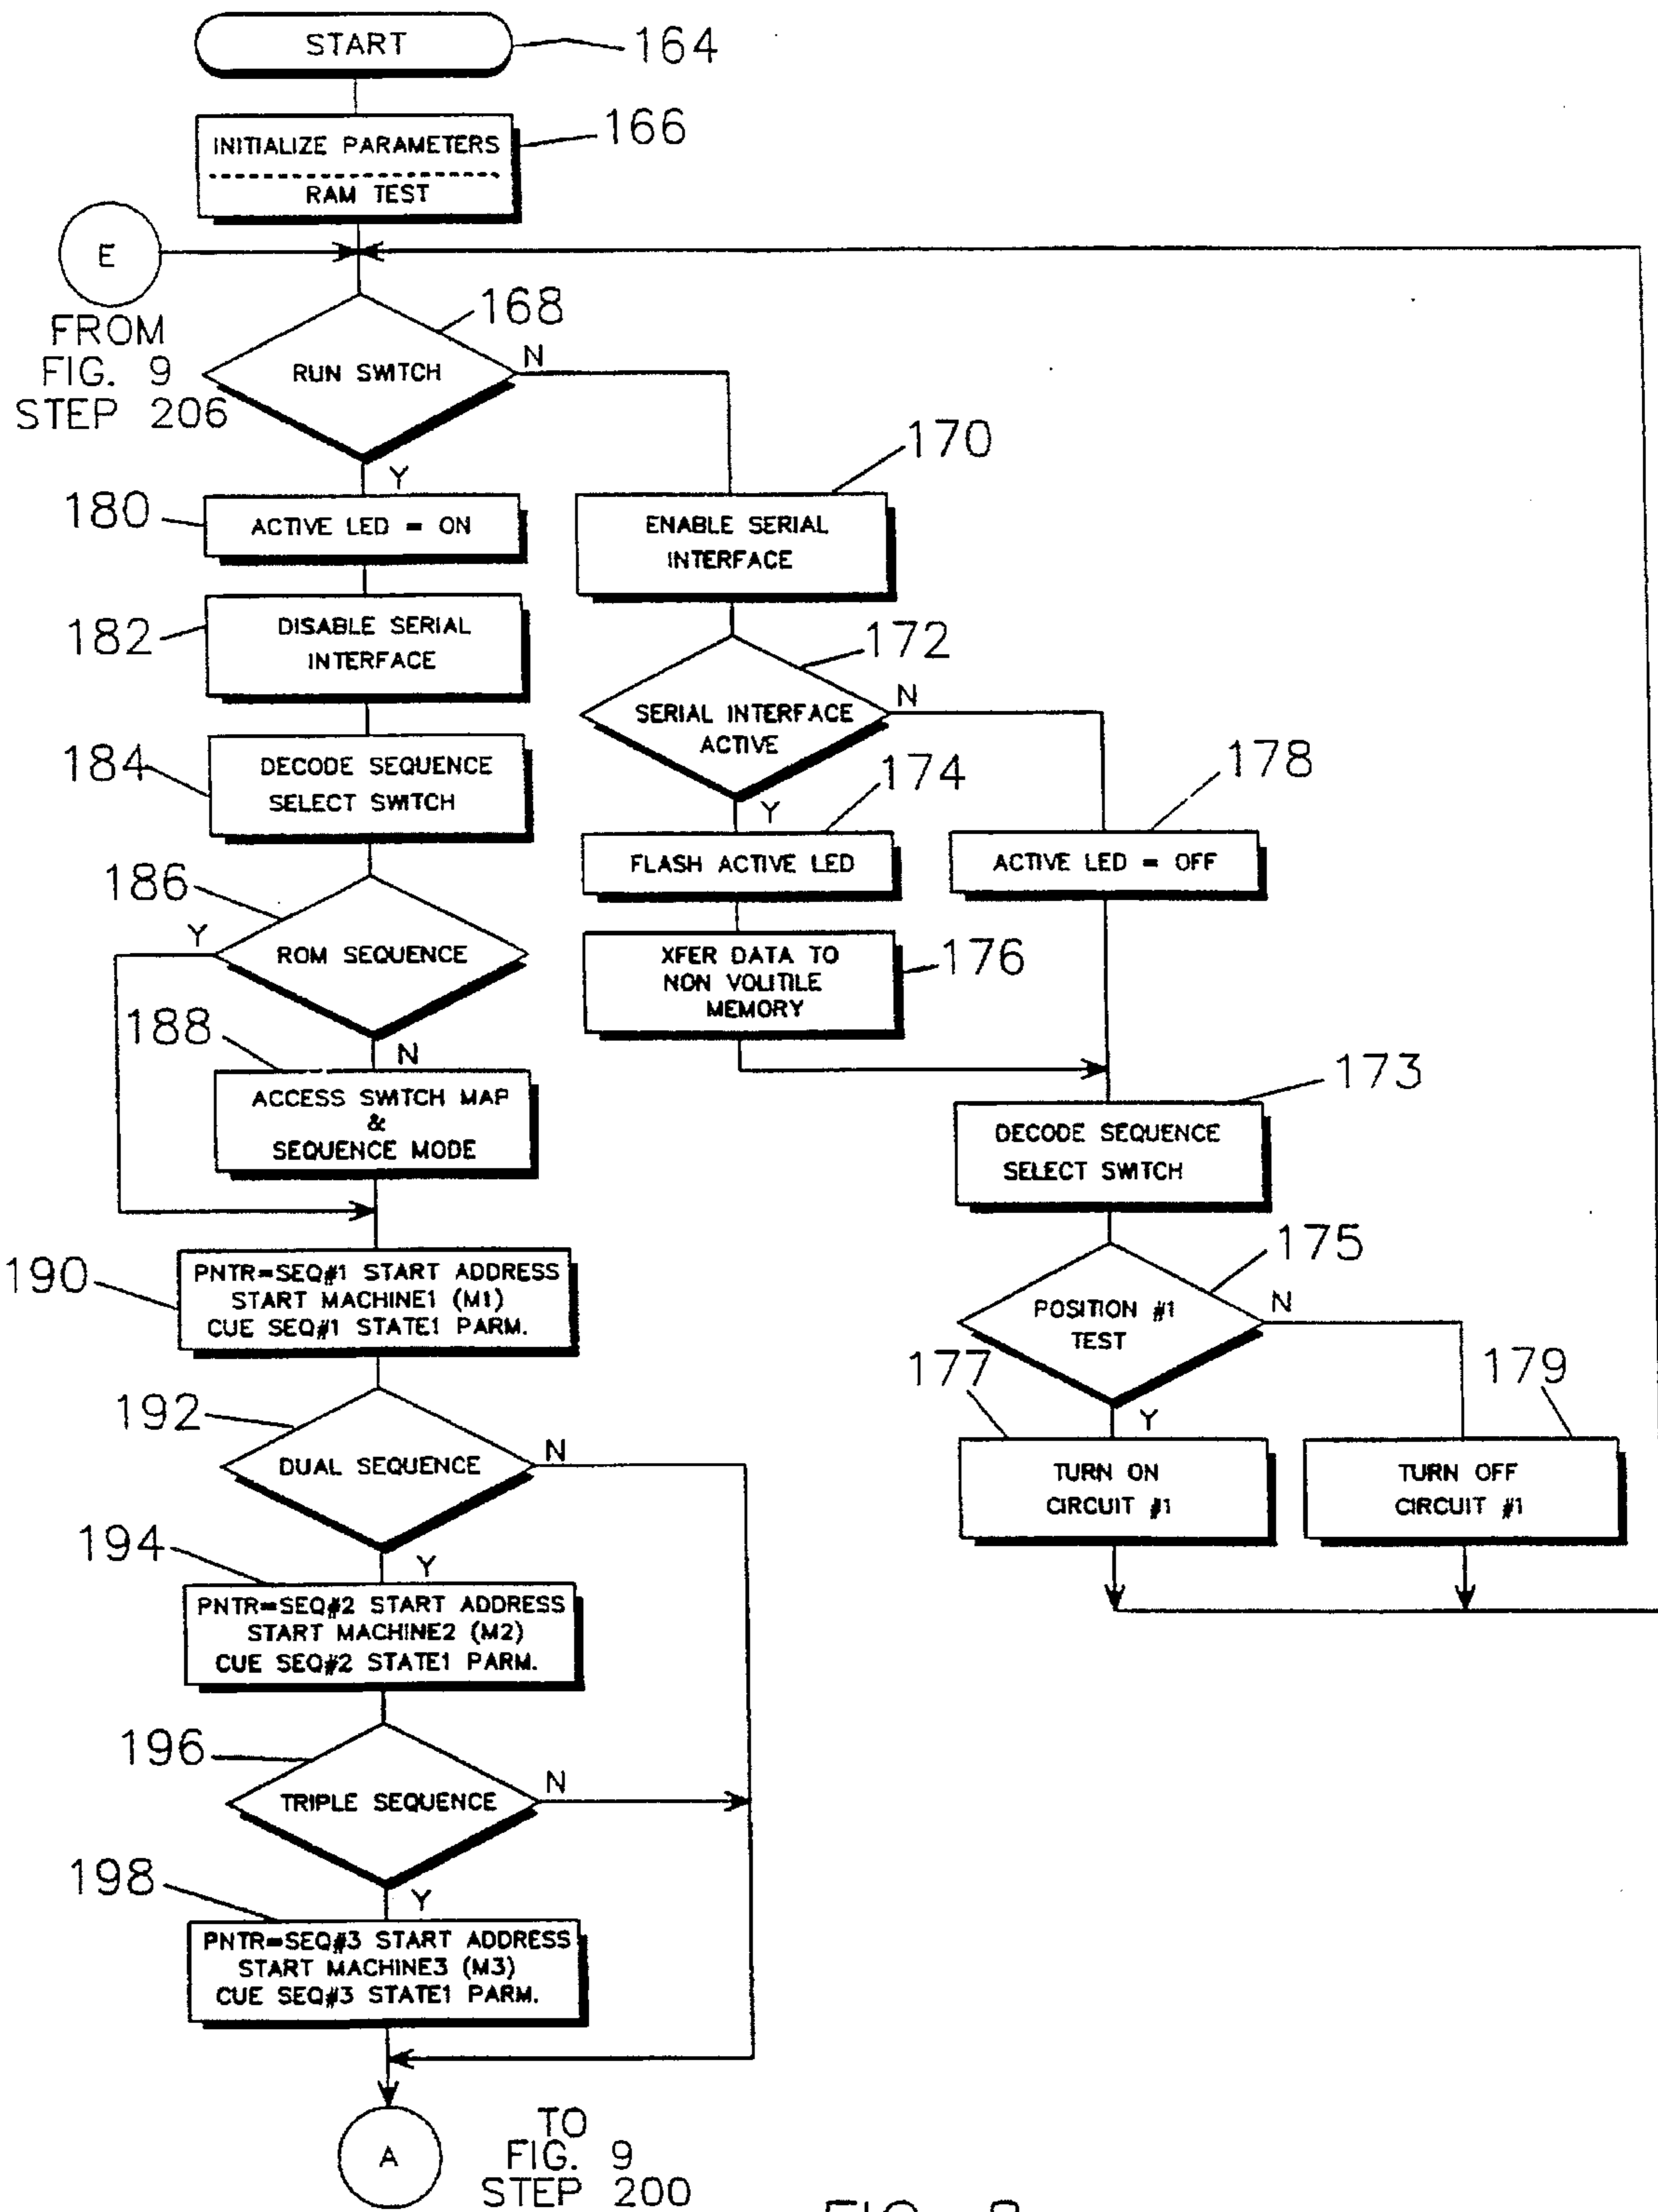 START
164
INITIALIZE PARAMETERS
RAM TEST
166
E
FROM
FIG. 9
STEP 206
168
RUN SWITCH
N
Y
180
ACTIVE LED = ON
170
ENABLE SERIAL
INTERFACE
182
DISABLE SERIAL
INTERFACE
172
SERIAL INTERFACE
ACTIVE
N
Y
184
DECODE SEQUENCE
SELECT SWITCH
174
FLASH ACTIVE LED
178
ACTIVE LED = OFF
186
ROM SEQUENCE
Y
N
XFER DATA TO
NON VOLITILE
MEMORY
176
188
ACCESS SWITCH MAP
&
SEQUENCE MODE
173
DECODE SEQUENCE
SELECT SWITCH
190
PNTR=SEQ#1 START ADDRESS
START MACHINE1 (M1)
CUE SEQ#1 STATE1 PARM.
175
POSITION #1
TEST
N
Y
192
DUAL SEQUENCE
N
Y
177
TURN ON
CIRCUIT #1
179
TURN OFF
CIRCUIT #1
194
PNTR=SEQ#2 START ADDRESS
START MACHINE2 (M2)
CUE SEQ#2 STATE1 PARM.
196
TRIPLE SEQUENCE
N
Y
198
PNTR=SEQ#3 START ADDRESS
START MACHINE3 (M3)
CUE SEQ#3 STATE1 PARM.
A
TO
FIG. 9
STEP 200